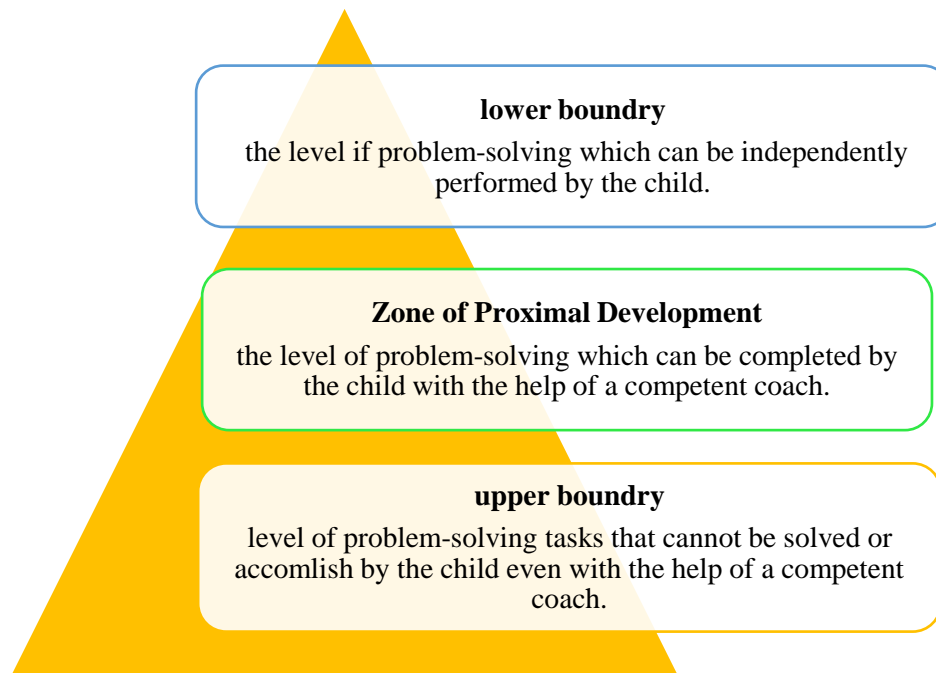 lower boundry
the level if problem-solving which can be independently
performed by the child.
Zone of Proximal Development
the level of problem-solving which can be completed by
the child with the help of a competent coach.
upper boundry
level of problem-solving tasks that cannot be solved or
accomlish by the child even with the help of a competent
coach.